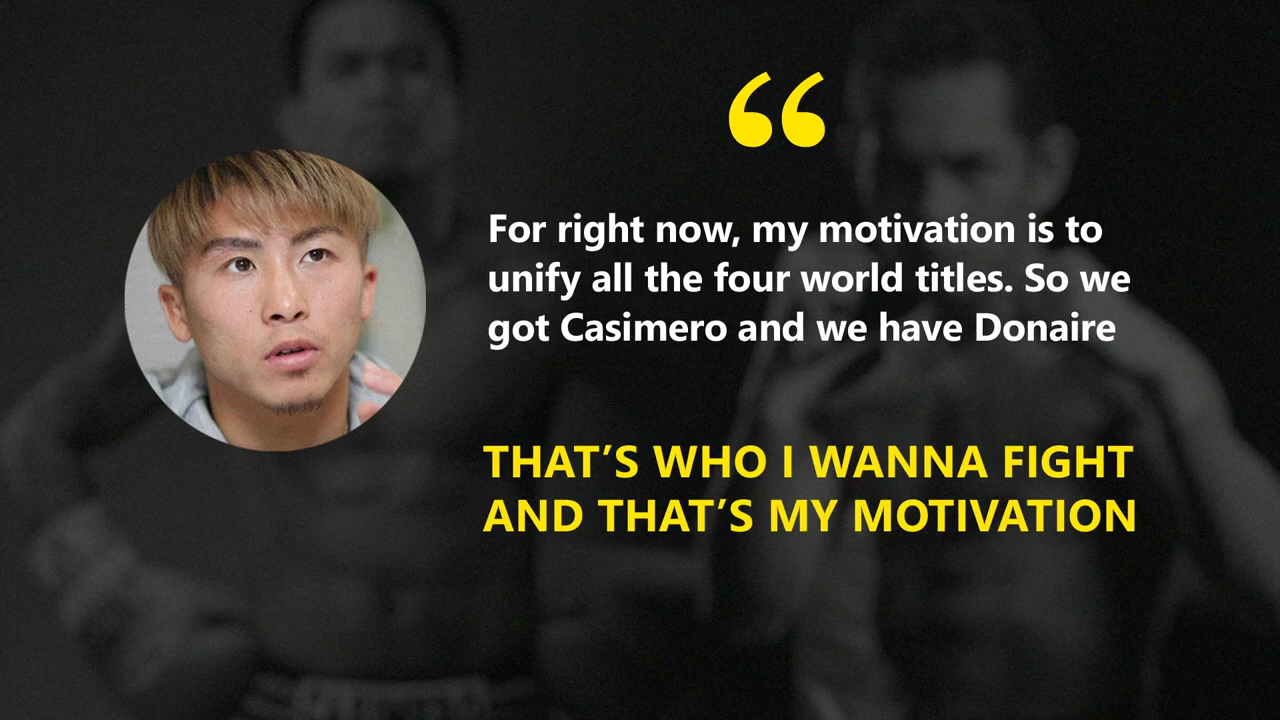 “
For right now, my motivation is to
unify all the four world titles. So we
got Casimero and we have Donaire
THAT’S WHO I WANNA FIGHT
AND THAT’S MY MOTIVATION